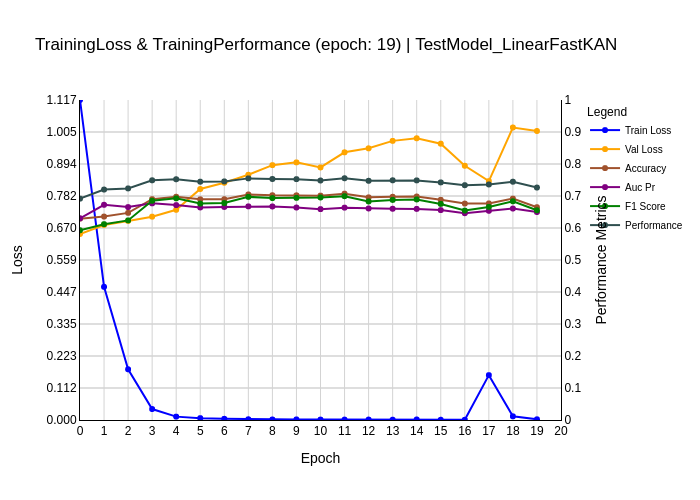 TrainingLoss & TrainingPerformance (epoch: 19) | TestModel_LinearFastKAN
1.117
1.005
0.894
0.782
0.670
0.559
0.447
0.335
0.223
0.112
0.000
Loss
0 1 2 3 4 5 6 7 8 9 10 11 12 13 14 15 16 17 18 19 20
Epoch
1
0.9
0.8
0.7
0.6
0.5
0.4
0.3
0.2
0.1
0
Performance Metrics
Legend
Train Loss
Val Loss
Accuracy
Auc Pr
F1 Score
Performance